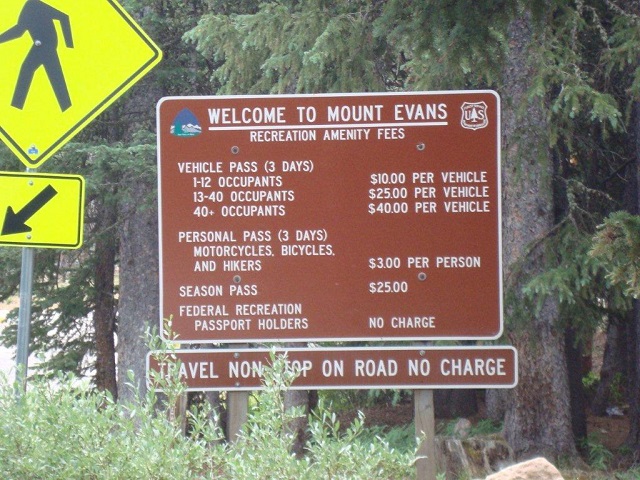 WELCOME TO MOUNT EVANS
RECREATION AMENITY FEES
VEHICLE PASS (3 DAYS)
1-12 OCCUPANTS $10.00 PER VEHICLE
13-40 OCCUPANTS $25.00 PER VEHICLE
40+ OCCUPANTS $40.00 PER VEHICLE
PERSONAL PASS (3 DAYS)
MOTORCYCLES, BICYCLES,
AND HIKERS $3.00 PER PERSON
SEASON PASS $25.00
FEDERAL RECREATION
PASSPORT HOLDERS NO CHARGE
TRAVEL NON STOP ON ROAD NO CHARGE